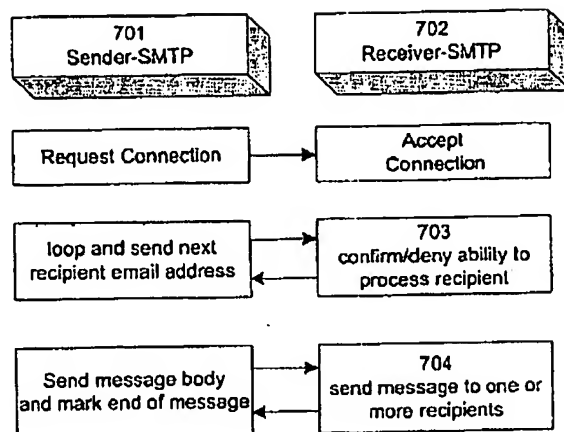 701
Sender-SMTP
702
Receiver-SMTP
Request Connection
Accept
Connection
loop and send next
recipient email address
703
confirm/deny ability to
process recipient
Send message body
and mark end of message
704
send message to one or
more recipients